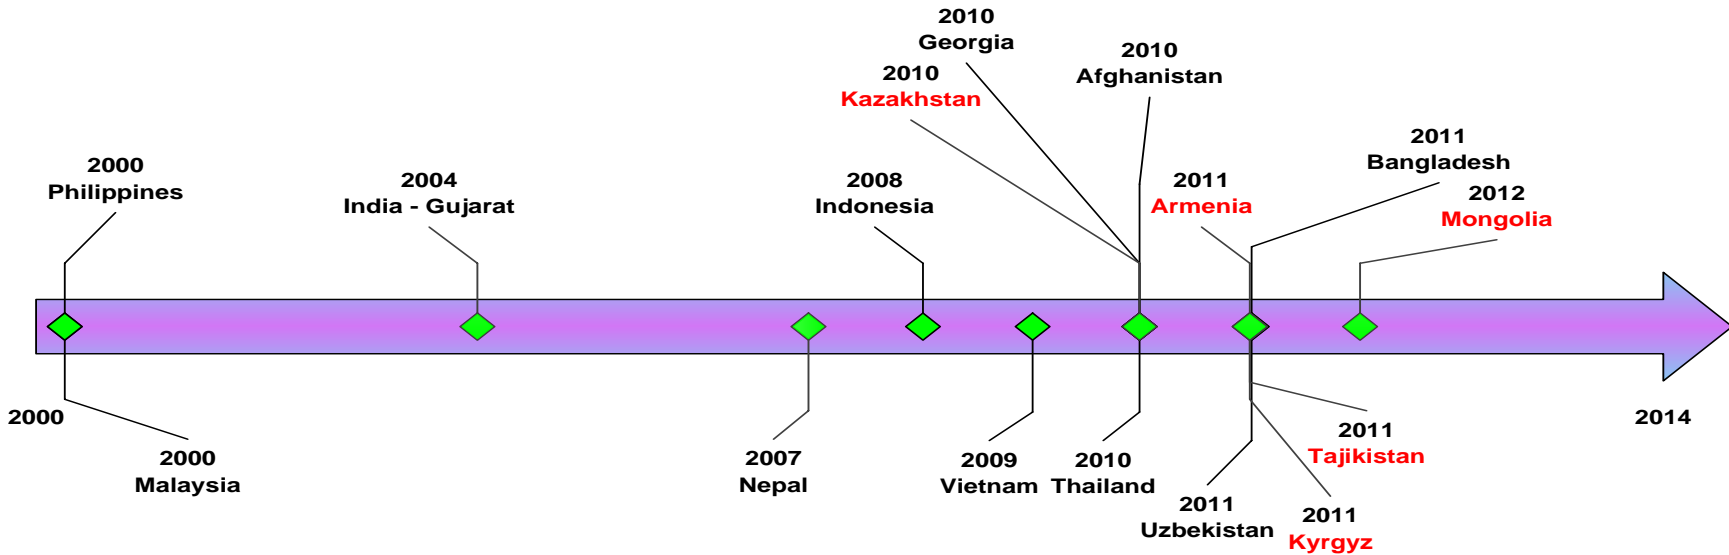 2010
Georgia
2010
Afghanistan
2010
Kazakhstan
2011
Bangladesh
2000
Philippines
2004
India - Gujarat
2008
Indonesia
2011
Armenia
2012
Mongolia
2000
2014
2000
Malaysia
2007
Nepal
2009
Vietnam
2010
Thailand
2011
Tajikistan
2011
Uzbekistan
2011
Kyrgyz